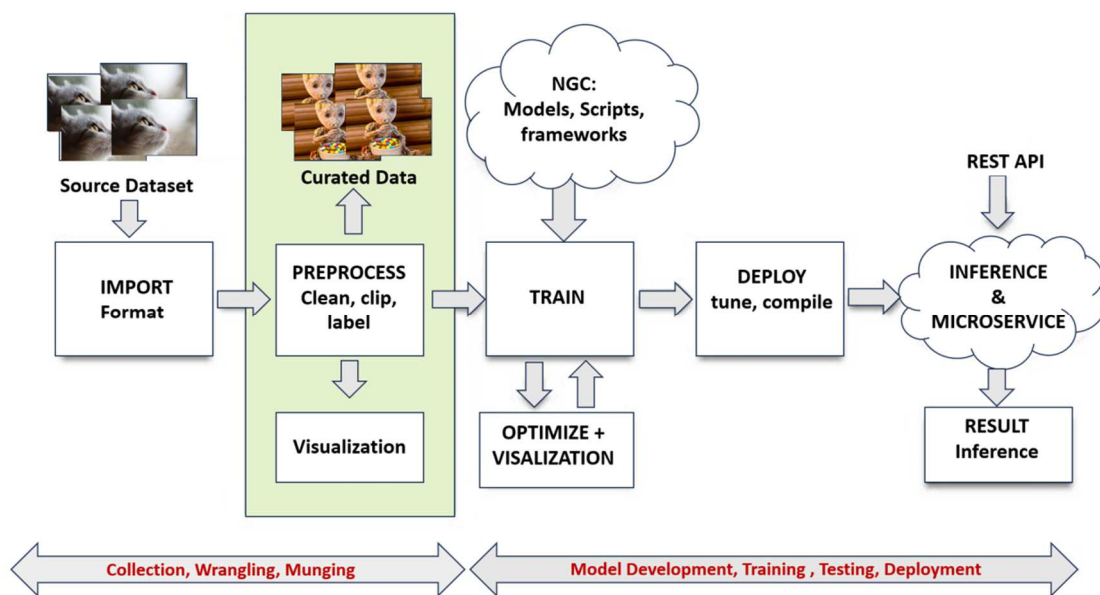 NGC:
Models, Scripts,
frameworks
Source Dataset
Curated Data
REST API
IMPORT
Format
PREPROCESS
Clean, clip,
label
TRAIN
DEPLOY
tune, compile
INFERENCE
&
MICROSERVICE
Visualization
OPTIMIZE +
VISALIZATION
RESULT
Inference
Collection, Wrangling, Munging
Model Development, Training , Testing, Deployment